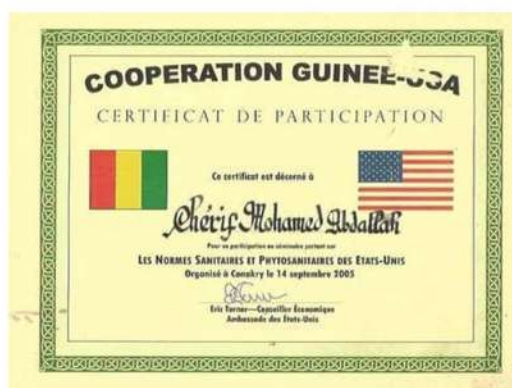 COOPERATION GUINEE-USA
CERTIFICAT DE PARTICIPATION
Ce certificat est décerné à
Chérif Mohamed Abdallah
Pour sa participation au séminaire portant sur
LES NORMES SANITAIRES ET PHYTOSANITAIRES DES ETATS-UNIS
Organisé à Conakry le 14 septembre 2005
Eric Turner—Conseiller Économique
Ambassade des États-Unis